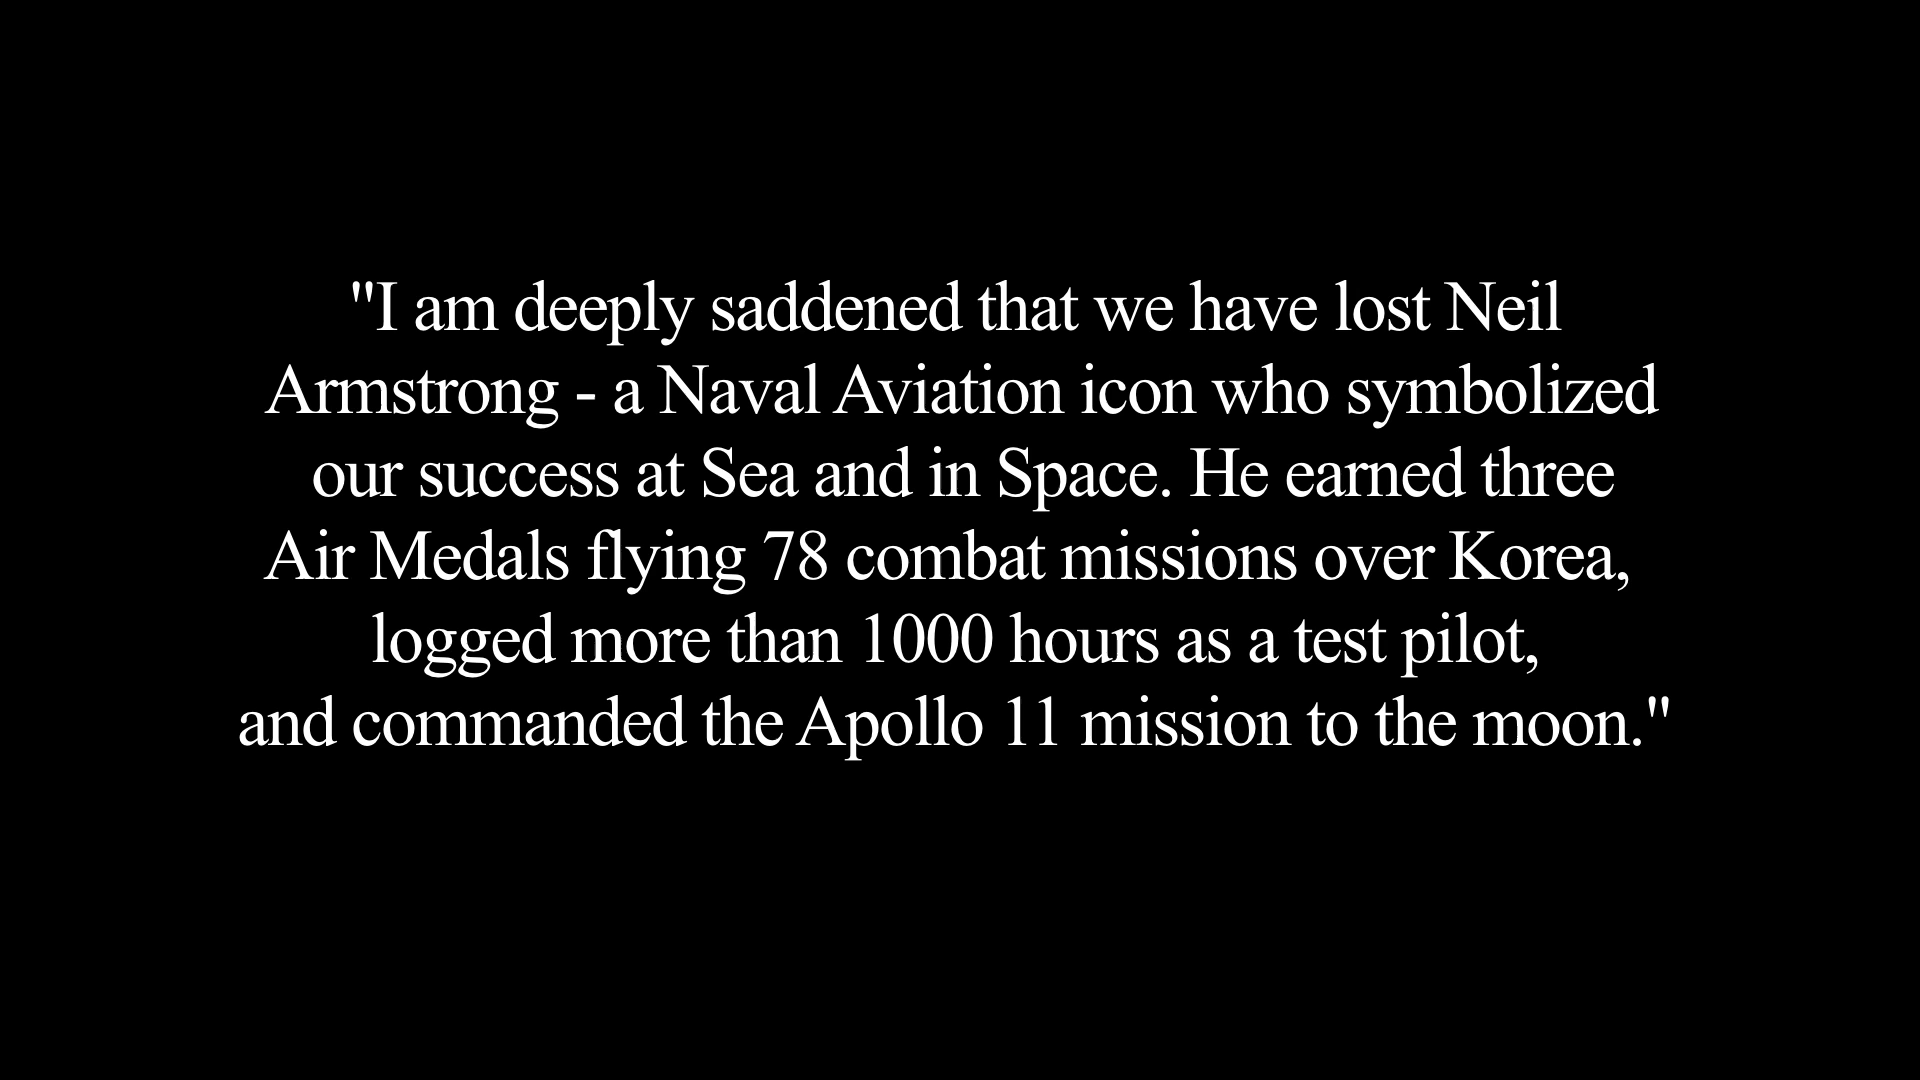 "I am deeply saddened that we have lost Neil
Armstrong - a Naval Aviation icon who symbolized
our success at Sea and in Space. He earned three
Air Medals flying 78 combat missions over Korea,
logged more than 1000 hours as a test pilot,
and commanded the Apollo 11 mission to the moon."